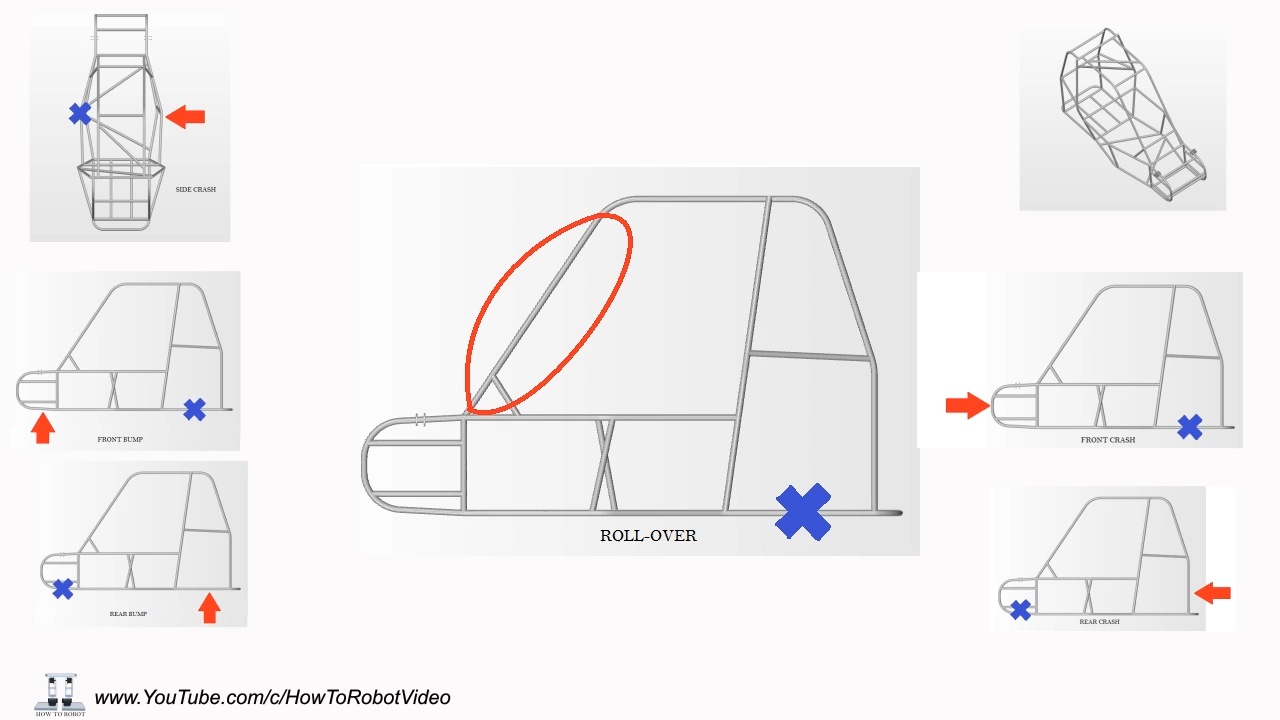 SIDE CRASH
FRONT BUMP
REAR BUMP
ROLL-OVER
FRONT CRASH
REAR CRASH
HOW TO ROBOT
www.YouTube.com/c/HowToRobotVideo